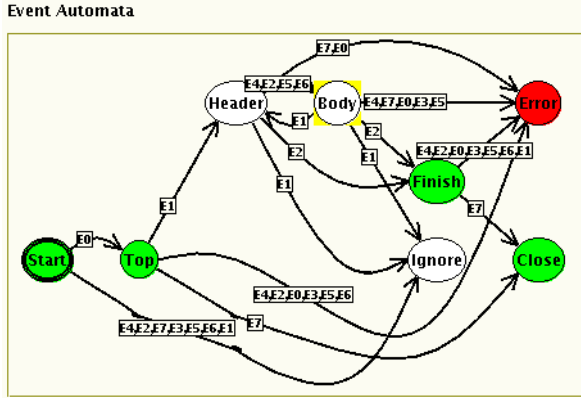 Event Automata
E7,E0
E4,E2,E5,E6
Header
Body
E4,E7,E0,E3,E5
Error
E1
E2
E2
E1
E4,E2,E0,E3,E5,E6,E1
E1
Finish
E1
E7
E0
Start
Top
Ignore
Close
E4,E2,E0,E3,E5,E6
E4,E2,E7,E3,E5,E6,E1
E7